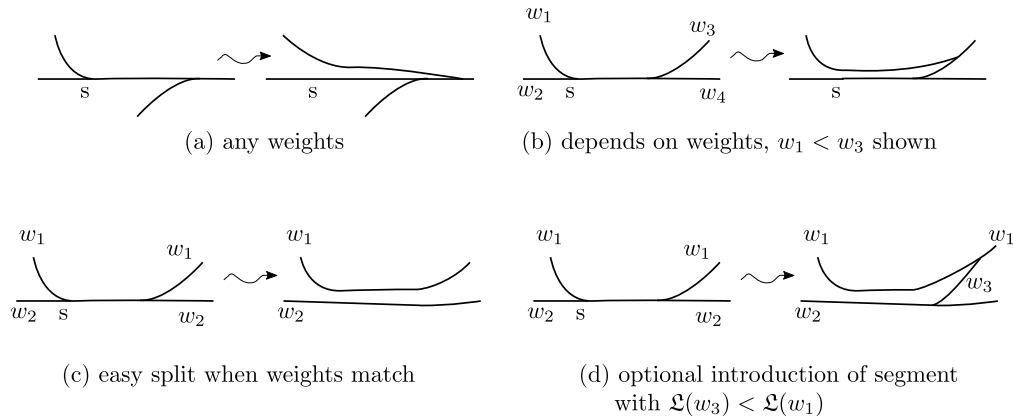 w₁ w₃
s s w₂ s w₄ s
(a) any weights (b) depends on weights, w₁ < w₃ shown
w₁ w₁ w₁ w₁ w₁ w₁ w₁
w₂ s w₂ w₂ w₂ s w₂ w₂ w₃
(c) easy split when weights match (d) optional introduction of segment
with 𝔏(w₃) < 𝔏(w₁)